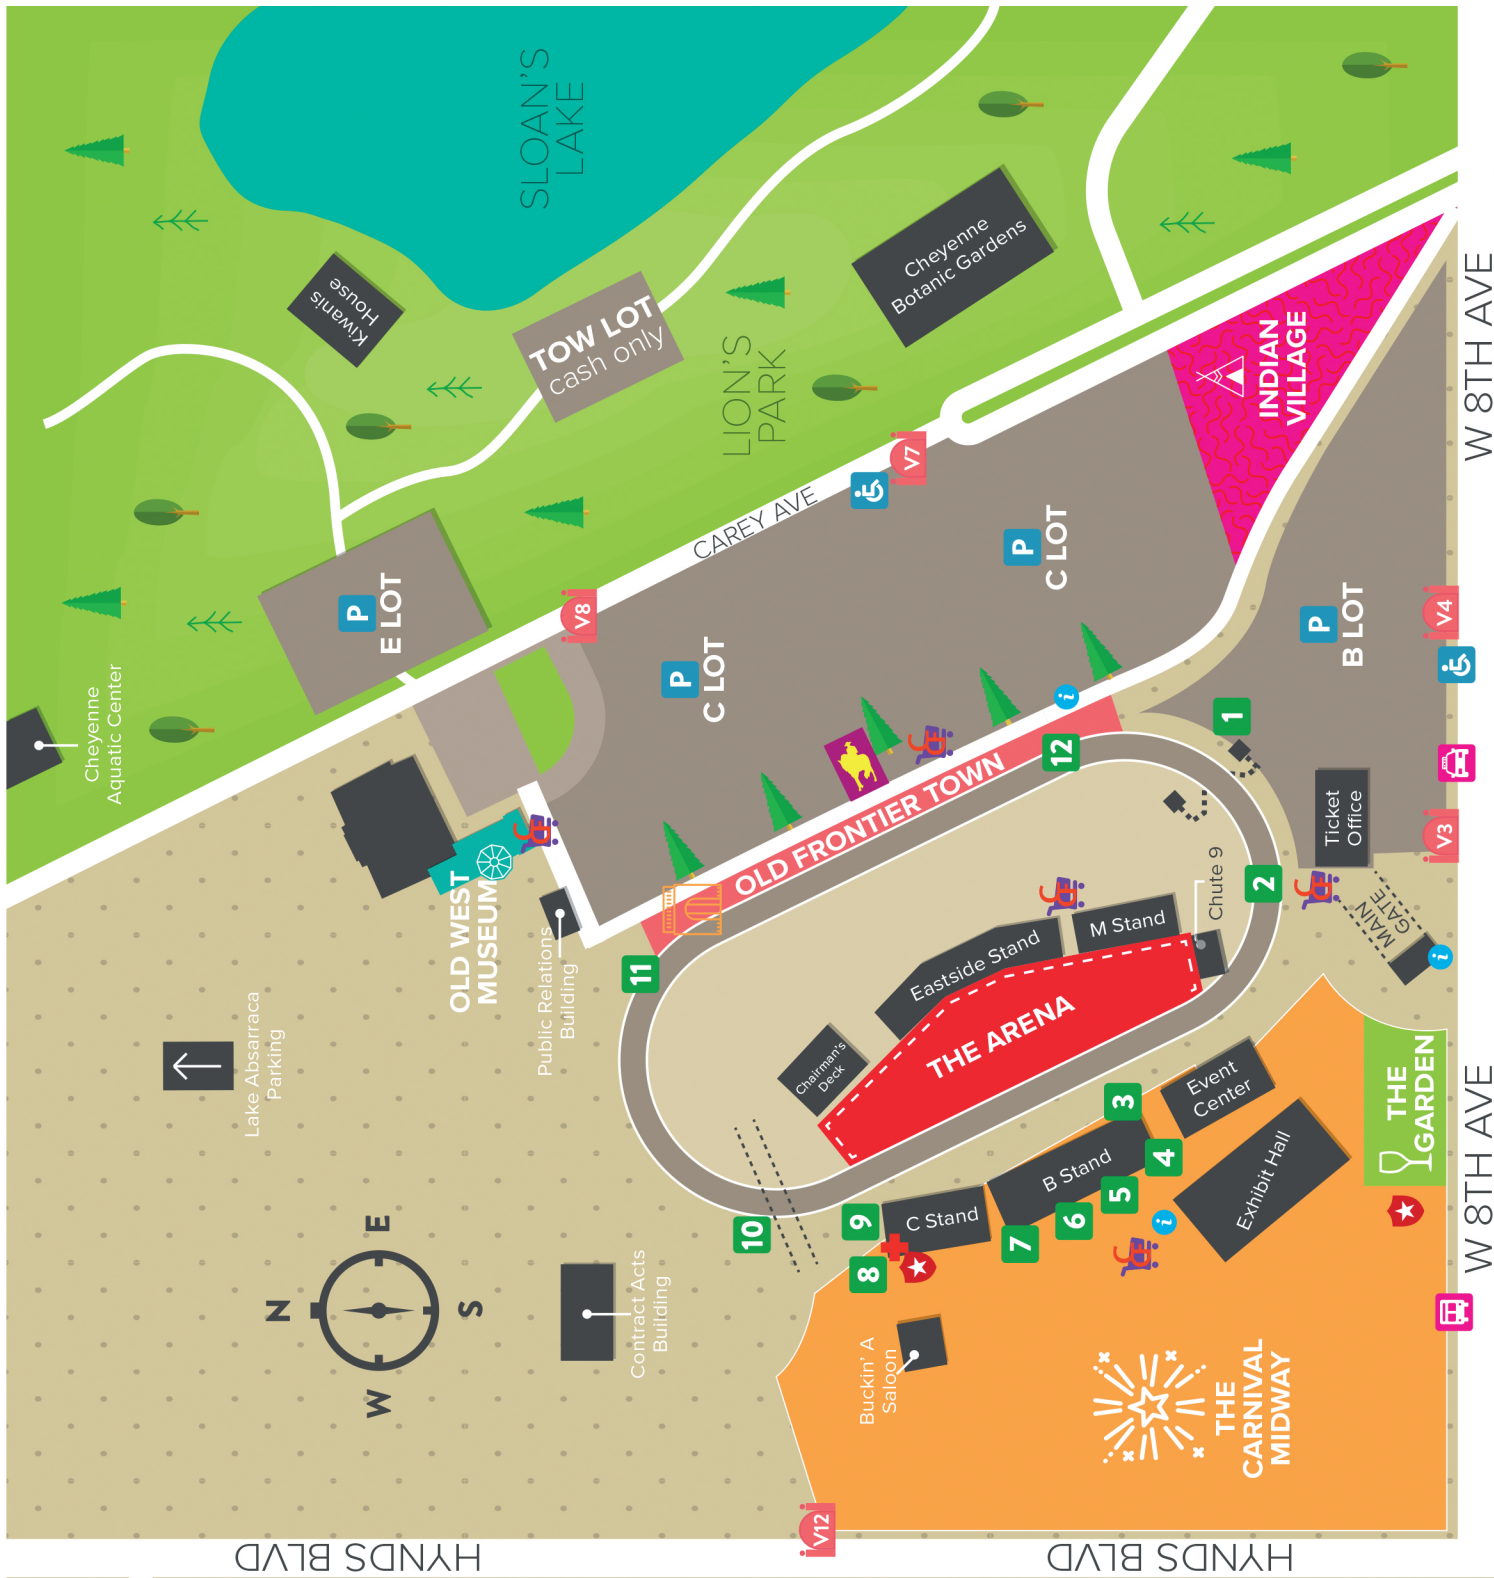 SLOAN'S
LAKE
Kiwanis
House
TOW LOT
cash only
Cheyenne
Botanic Gardens
LION'S
PARK
W 8TH AVE
INDIAN
VILLAGE
V7
CAREY AVE
P
C LOT
P
E LOT
V8
P
C LOT
P
B LOT
V4
Cheyenne
Aquatic Center
i
1
12
OLD FRONTIER TOWN
Ticket
Office
V3
MAIN
GATE
i
2
Chute 9
M Stand
Eastside Stand
THE ARENA
Chairman's
Deck
OLD WEST
MUSEUM
Public Relations
Building
11
Lake Absarraca
Parking
N
E
S
W
Contract Acts
Building
10
9
8
C Stand
7
B Stand
6
5
4
3
Event
Center
Exhibit Hall
i
THE
GARDEN
W 8TH AVE
Buckin' A
Saloon
THE
CARNIVAL
MIDWAY
V12
HYNDS BLVD
HYNDS BLVD